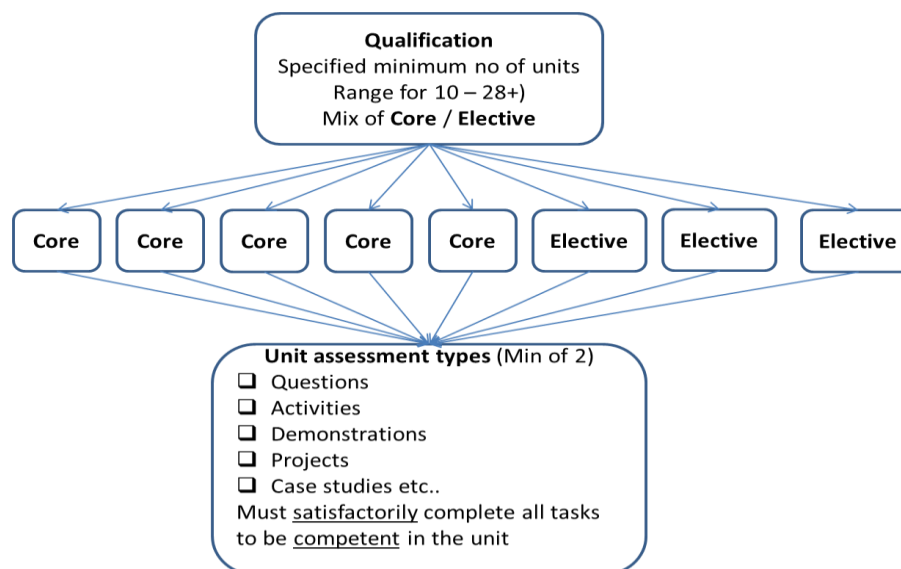 Qualification
Specified minimum no of units
Range for 10 – 28+)
Mix of Core / Elective
Core
Core
Core
Core
Core
Elective
Elective
Elective
Unit assessment types (Min of 2)
❑ Questions
❑ Activities
❑ Demonstrations
❑ Projects
❑ Case studies etc..
Must satisfactorily complete all tasks
to be competent in the unit